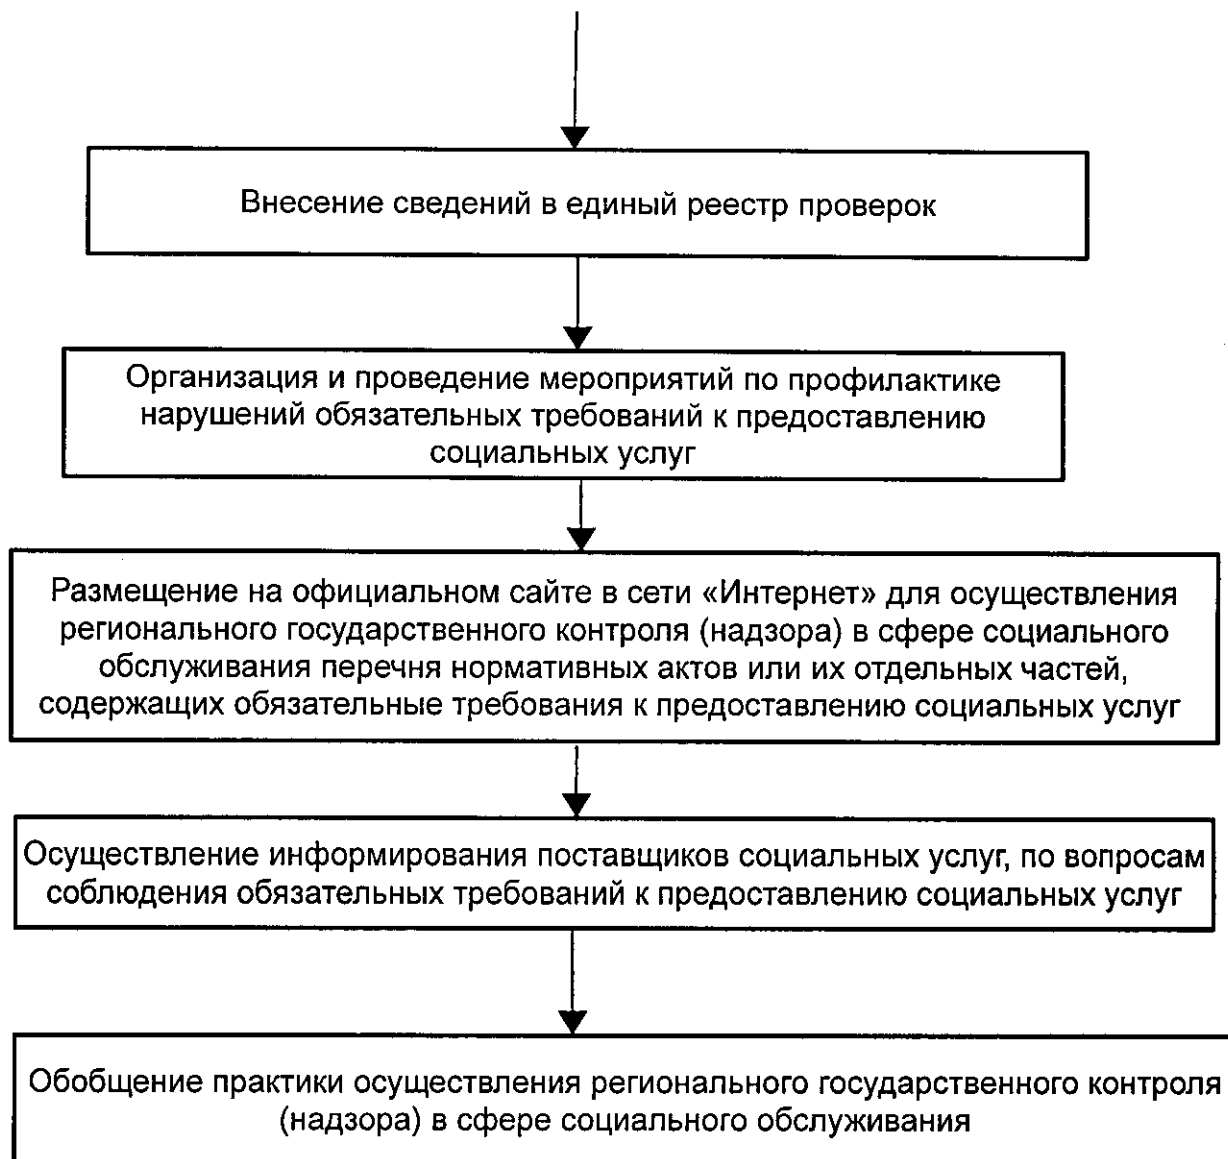 Внесение сведений в единый реестр проверок
Организация и проведение мероприятий по профилактике
нарушений обязательных требований к предоставлению
социальных услуг
Размещение на официальном сайте в сети «Интернет» для осуществления
регионального государственного контроля (надзора) в сфере социального
обслуживания перечня нормативных актов или их отдельных частей,
содержащих обязательные требования к предоставлению социальных услуг
Осуществление информирования поставщиков социальных услуг, по вопросам
соблюдения обязательных требований к предоставлению социальных услуг
Обобщение практики осуществления регионального государственного контроля
(надзора) в сфере социального обслуживания